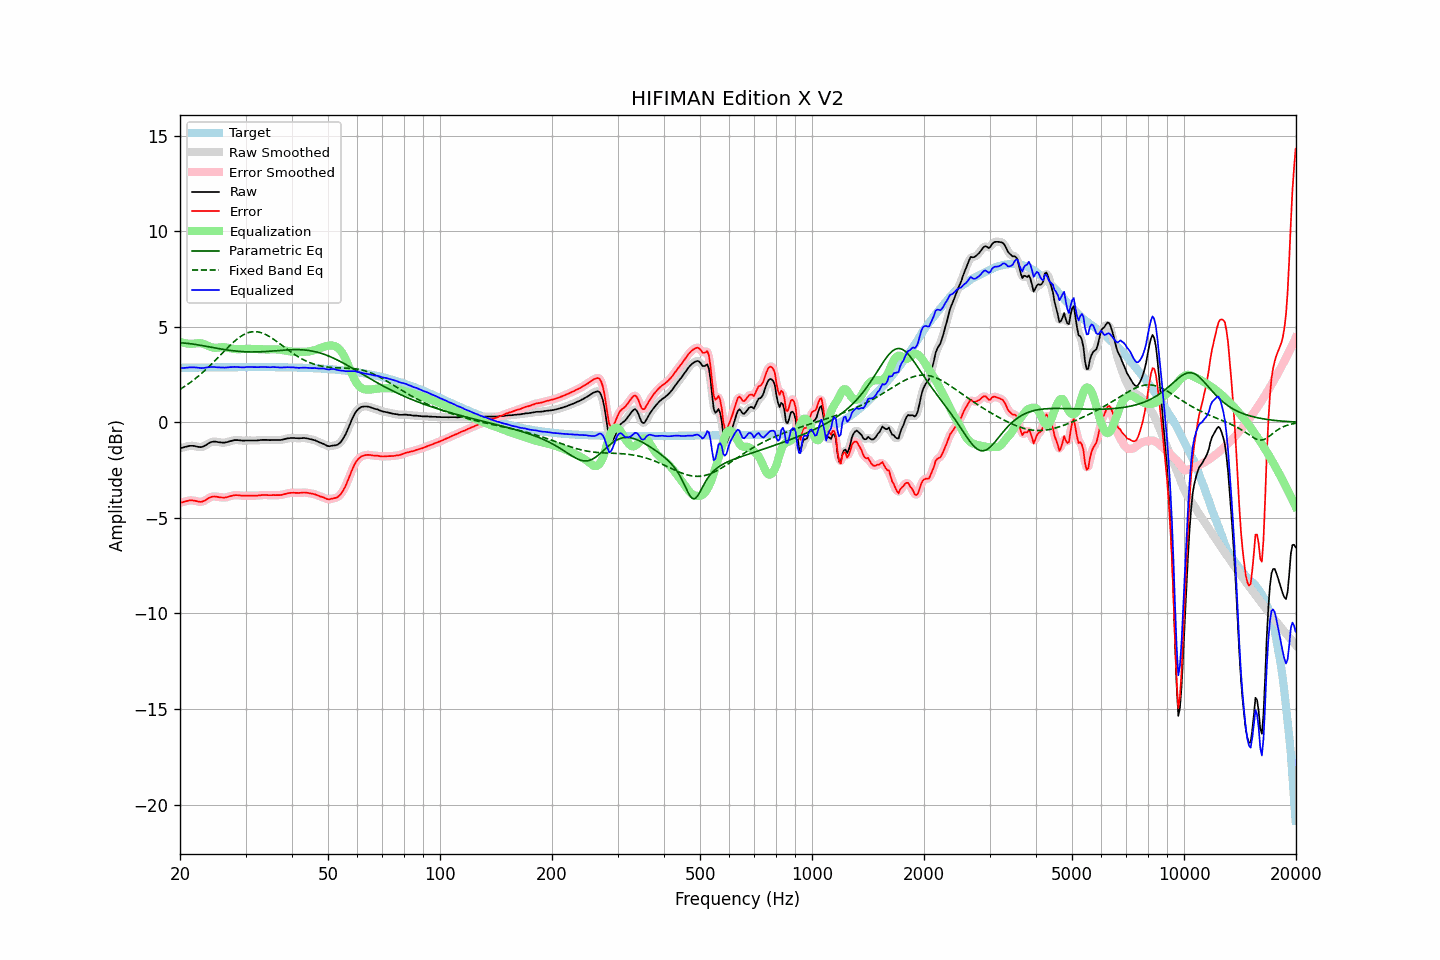 HIFIMAN Edition X V2
Target
Raw Smoothed
Error Smoothed
Raw
Error
Equalization
Parametric Eq
Fixed Band Eq
Equalized
15
10
5
0
−5
−10
−15
−20
Amplitude (dBr)
20
50
100
200
500
1000
2000
5000
10000
20000
Frequency (Hz)